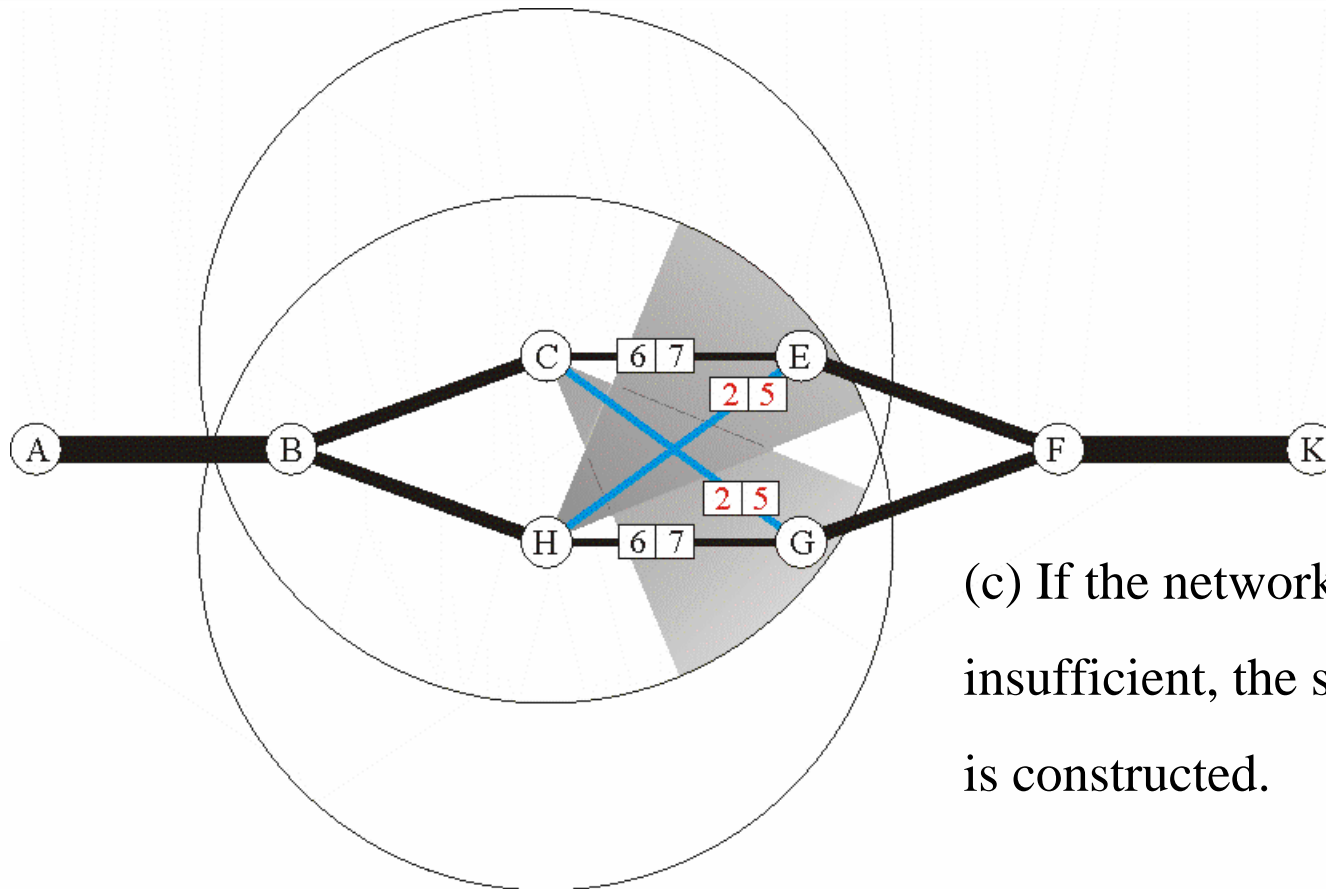 C 6 7 E
2 5
A B F K
2 5
H 6 7 G
(c) If the network
insufficient, the s
is constructed.